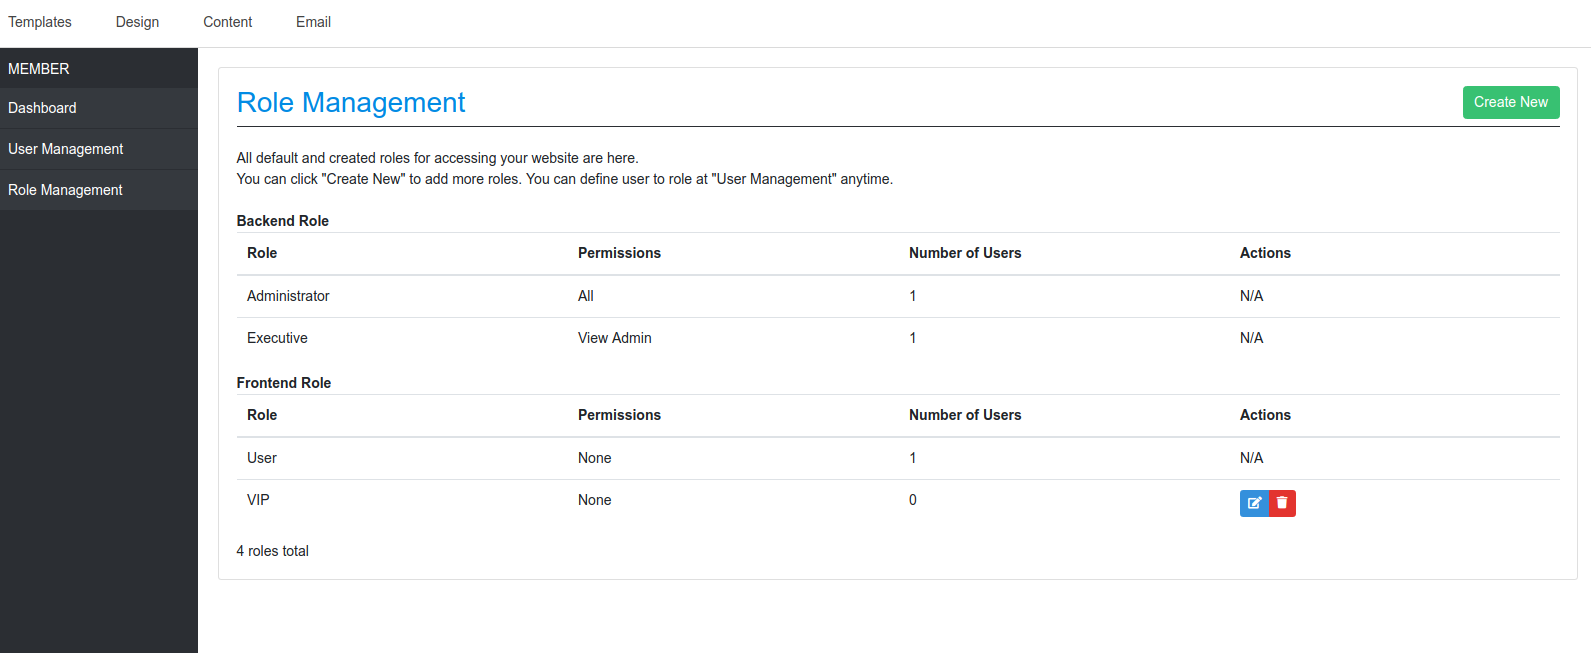 Templates Design Content Email
MEMBER
Dashboard
User Management
Role Management
Role Management
Create New
All default and created roles for accessing your website are here.
You can click "Create New" to add more roles. You can define user to role at "User Management" anytime.
Backend Role
Role Permissions Number of Users Actions
Administrator All 1 N/A
Executive View Admin 1 N/A
Frontend Role
Role Permissions Number of Users Actions
User None 1 N/A
VIP None 0
4 roles total